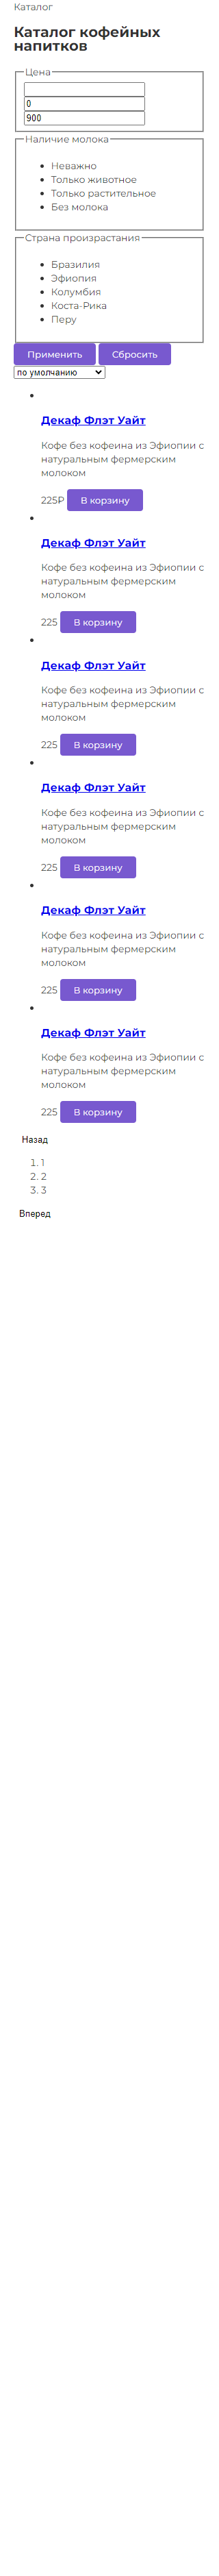 Каталог
Каталог кофейных
напитков
Цена
0
900
Наличие молока
Неважно
Только животное
Только растительное
Без молока
Страна произрастания
Бразилия
Эфиопия
Колумбия
Коста-Рика
Перу
Применить Сбросить
по умолчанию
Декаф Флэт Уайт
Кофе без кофеина из Эфиопии с
натуральным фермерским
молоком
225₽ В корзину
Декаф Флэт Уайт
Кофе без кофеина из Эфиопии с
натуральным фермерским
молоком
225 В корзину
Декаф Флэт Уайт
Кофе без кофеина из Эфиопии с
натуральным фермерским
молоком
225 В корзину
Декаф Флэт Уайт
Кофе без кофеина из Эфиопии с
натуральным фермерским
молоком
225 В корзину
Декаф Флэт Уайт
Кофе без кофеина из Эфиопии с
натуральным фермерским
молоком
225 В корзину
Декаф Флэт Уайт
Кофе без кофеина из Эфиопии с
натуральным фермерским
молоком
225 В корзину
Назад
1. 1
2. 2
3. 3
Вперед